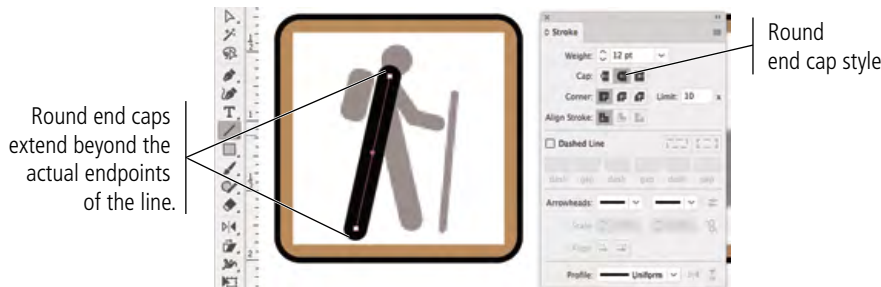 Round end caps
extend beyond the
actual endpoints
of the line.
Stroke
Weight: 12 pt
Cap:
Corner: Limit: 10 x
Align Stroke:
Dashed Line
dash gap dash gap dash gap
Arrowheads:
Scale:
Align:
Profile: Uniform
Round
end cap style